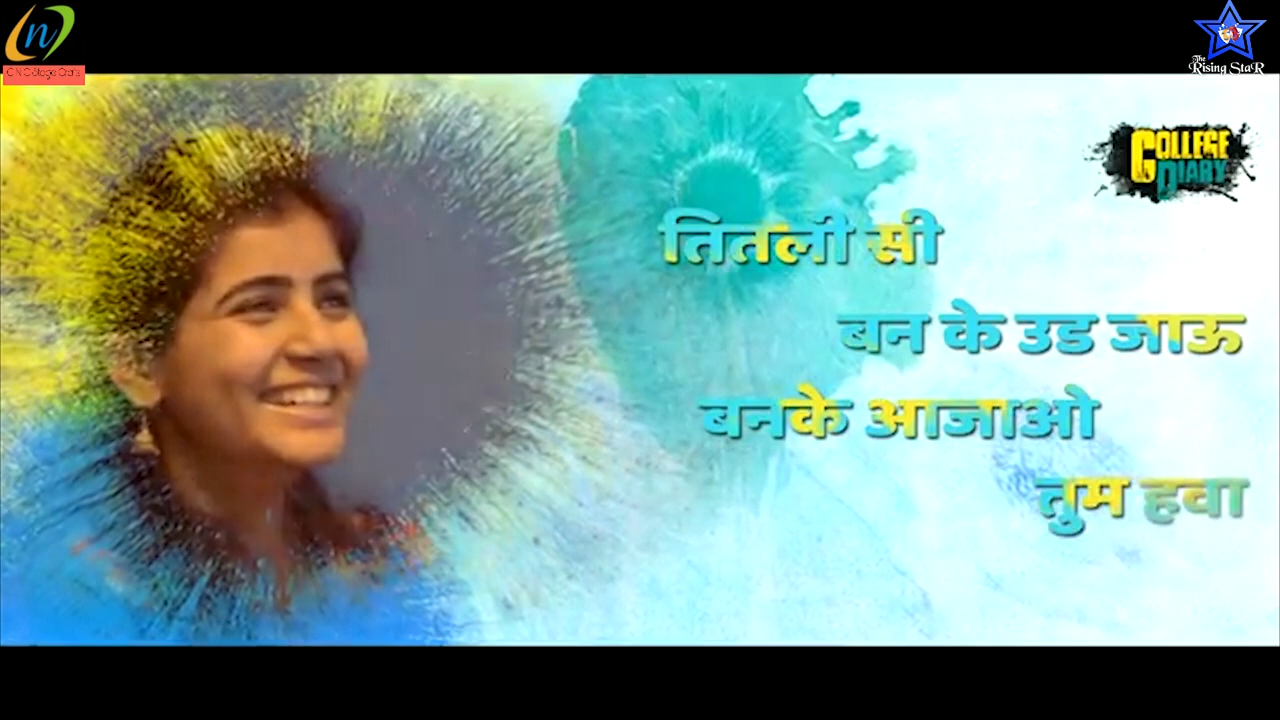 n
The
Rising StaR
COLLEGE
DIARY
तितली सी
बन के उड जाऊ
बनके आजाओ
तुम हवा